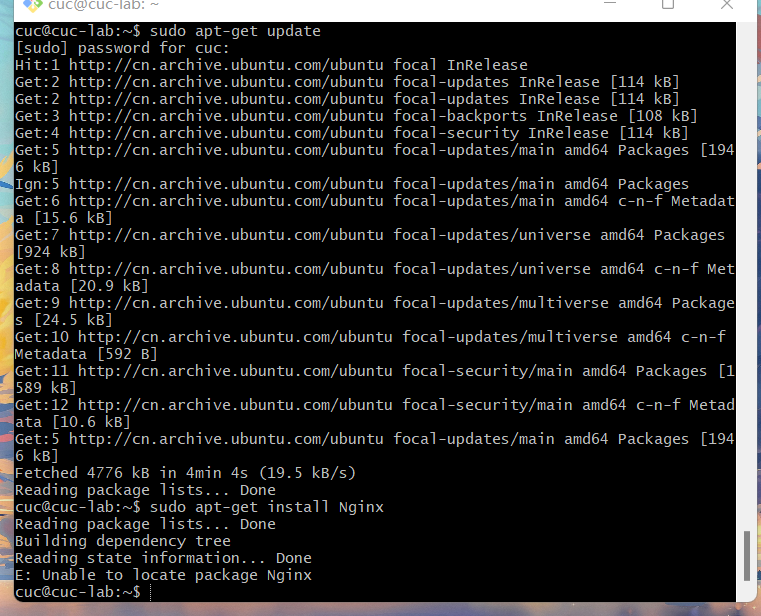 cuc@cuc-lab: ~
cuc@cuc-lab:~$ sudo apt-get update
[sudo] password for cuc:
Hit:1 http://cn.archive.ubuntu.com/ubuntu focal InRelease
Get:2 http://cn.archive.ubuntu.com/ubuntu focal-updates InRelease [114 kB]
Get:2 http://cn.archive.ubuntu.com/ubuntu focal-updates InRelease [114 kB]
Get:3 http://cn.archive.ubuntu.com/ubuntu focal-backports InRelease [108 kB]
Get:4 http://cn.archive.ubuntu.com/ubuntu focal-security InRelease [114 kB]
Get:5 http://cn.archive.ubuntu.com/ubuntu focal-updates/main amd64 Packages [194
6 kB]
Ign:5 http://cn.archive.ubuntu.com/ubuntu focal-updates/main amd64 Packages
Get:6 http://cn.archive.ubuntu.com/ubuntu focal-updates/main amd64 c-n-f Metadat
a [15.6 kB]
Get:7 http://cn.archive.ubuntu.com/ubuntu focal-updates/universe amd64 Packages
[924 kB]
Get:8 http://cn.archive.ubuntu.com/ubuntu focal-updates/universe amd64 c-n-f Met
adata [20.9 kB]
Get:9 http://cn.archive.ubuntu.com/ubuntu focal-updates/multiverse amd64 Package
s [24.5 kB]
Get:10 http://cn.archive.ubuntu.com/ubuntu focal-updates/multiverse amd64 c-n-f
Metadata [592 B]
Get:11 http://cn.archive.ubuntu.com/ubuntu focal-security/main amd64 Packages [1
589 kB]
Get:12 http://cn.archive.ubuntu.com/ubuntu focal-security/main amd64 c-n-f Metad
ata [10.6 kB]
Get:5 http://cn.archive.ubuntu.com/ubuntu focal-updates/main amd64 Packages [194
6 kB]
Fetched 4776 kB in 4min 4s (19.5 kB/s)
Reading package lists... Done
cuc@cuc-lab:~$ sudo apt-get install Nginx
Reading package lists... Done
Building dependency tree
Reading state information... Done
E: Unable to locate package Nginx
cuc@cuc-lab:~$